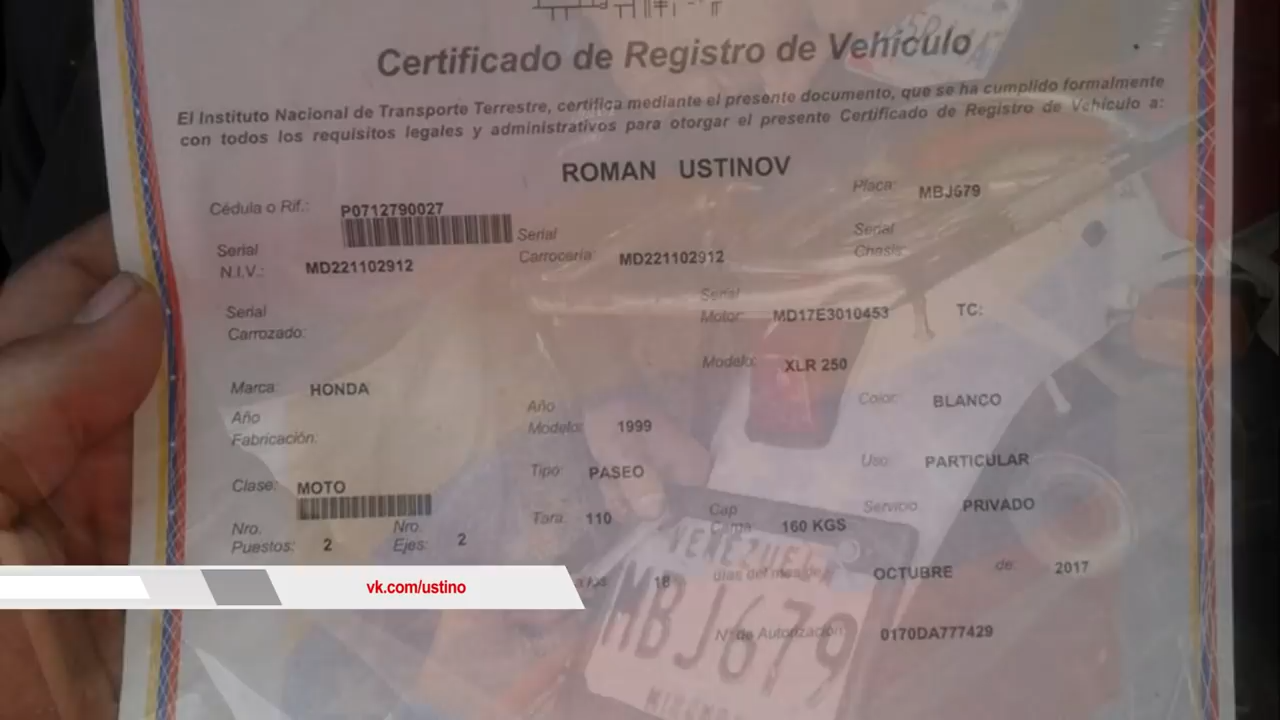 Certificado de Registro de Vehículo
El Instituto Nacional de Transporte Terrestre, certifica mediante el presente documento, que se ha cumplido formalmente
con todos los requisitos legales y administrativos para otorgar el presente Certificado de Registro de Vehículo a:
ROMAN USTINOV
Cédula o Rif.: P0712790027 Placa: MBJ679
Serial N.I.V.: MD221102912 Serial Carrocería: MD221102912 Serial Chasis:
Serial Carrozado: Serial Motor: MD17E3010453 TC:
Modelo: XLR 250
Marca: HONDA Color: BLANCO
Año Fabricación: Año Modelo: 1999
Tipo: PASEO Uso: PARTICULAR
Clase: MOTO
Tara: 110 Cap 160 KGS Servicio PRIVADO
Nro. Puestos: 2 Nro. Ejes: 2
a los 18 días del mes de OCTUBRE de: 2017
vk.com/ustino
N° de Autorización: 0170DA777429
VENEZUEL
MBJ679